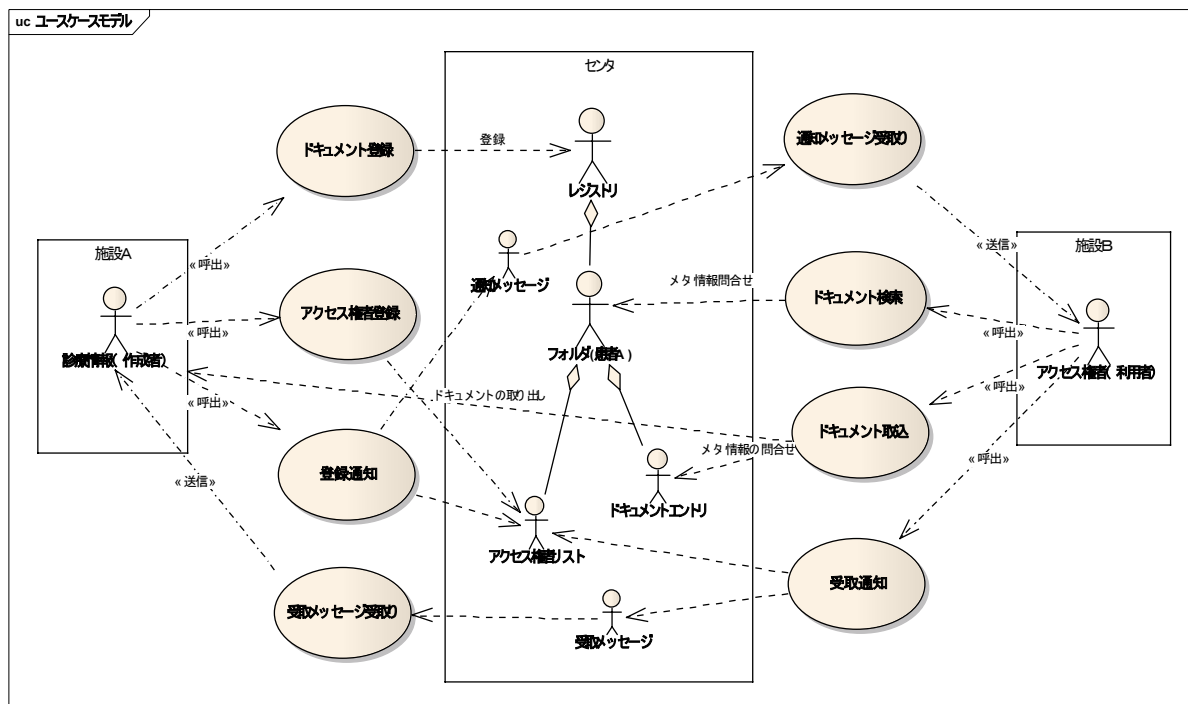 uc ユースケースモデル
センタ
ドキュメント登録
登録
レジストリ
通知メッセージ受取り
施設A
«呼出»
通知メッセージ
«送信»
施設B
アクセス権者登録
«呼出»
メタ情報問合せ
ドキュメント検索
«呼出»
診療情報(作成者)
フォルダ(患者A)
アクセス権者(利用者)
«呼出»
ドキュメントの取り出し
«呼出»
ドキュメント取込
メタ情報の問合せ
«呼出»
登録通知
«送信»
ドキュメントエントリ
アクセス権者リスト
受取通知
受取メッセージ受取り
受取メッセージ